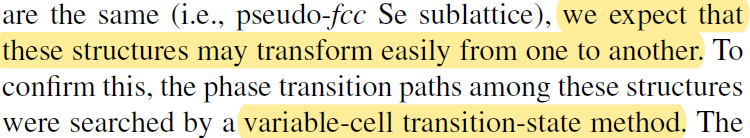 are the same (i.e., pseudo-fcc Se sublattice), we expect that
these structures may transform easily from one to another. To
confirm this, the phase transition paths among these structures
were searched by a variable-cell transition-state method. The